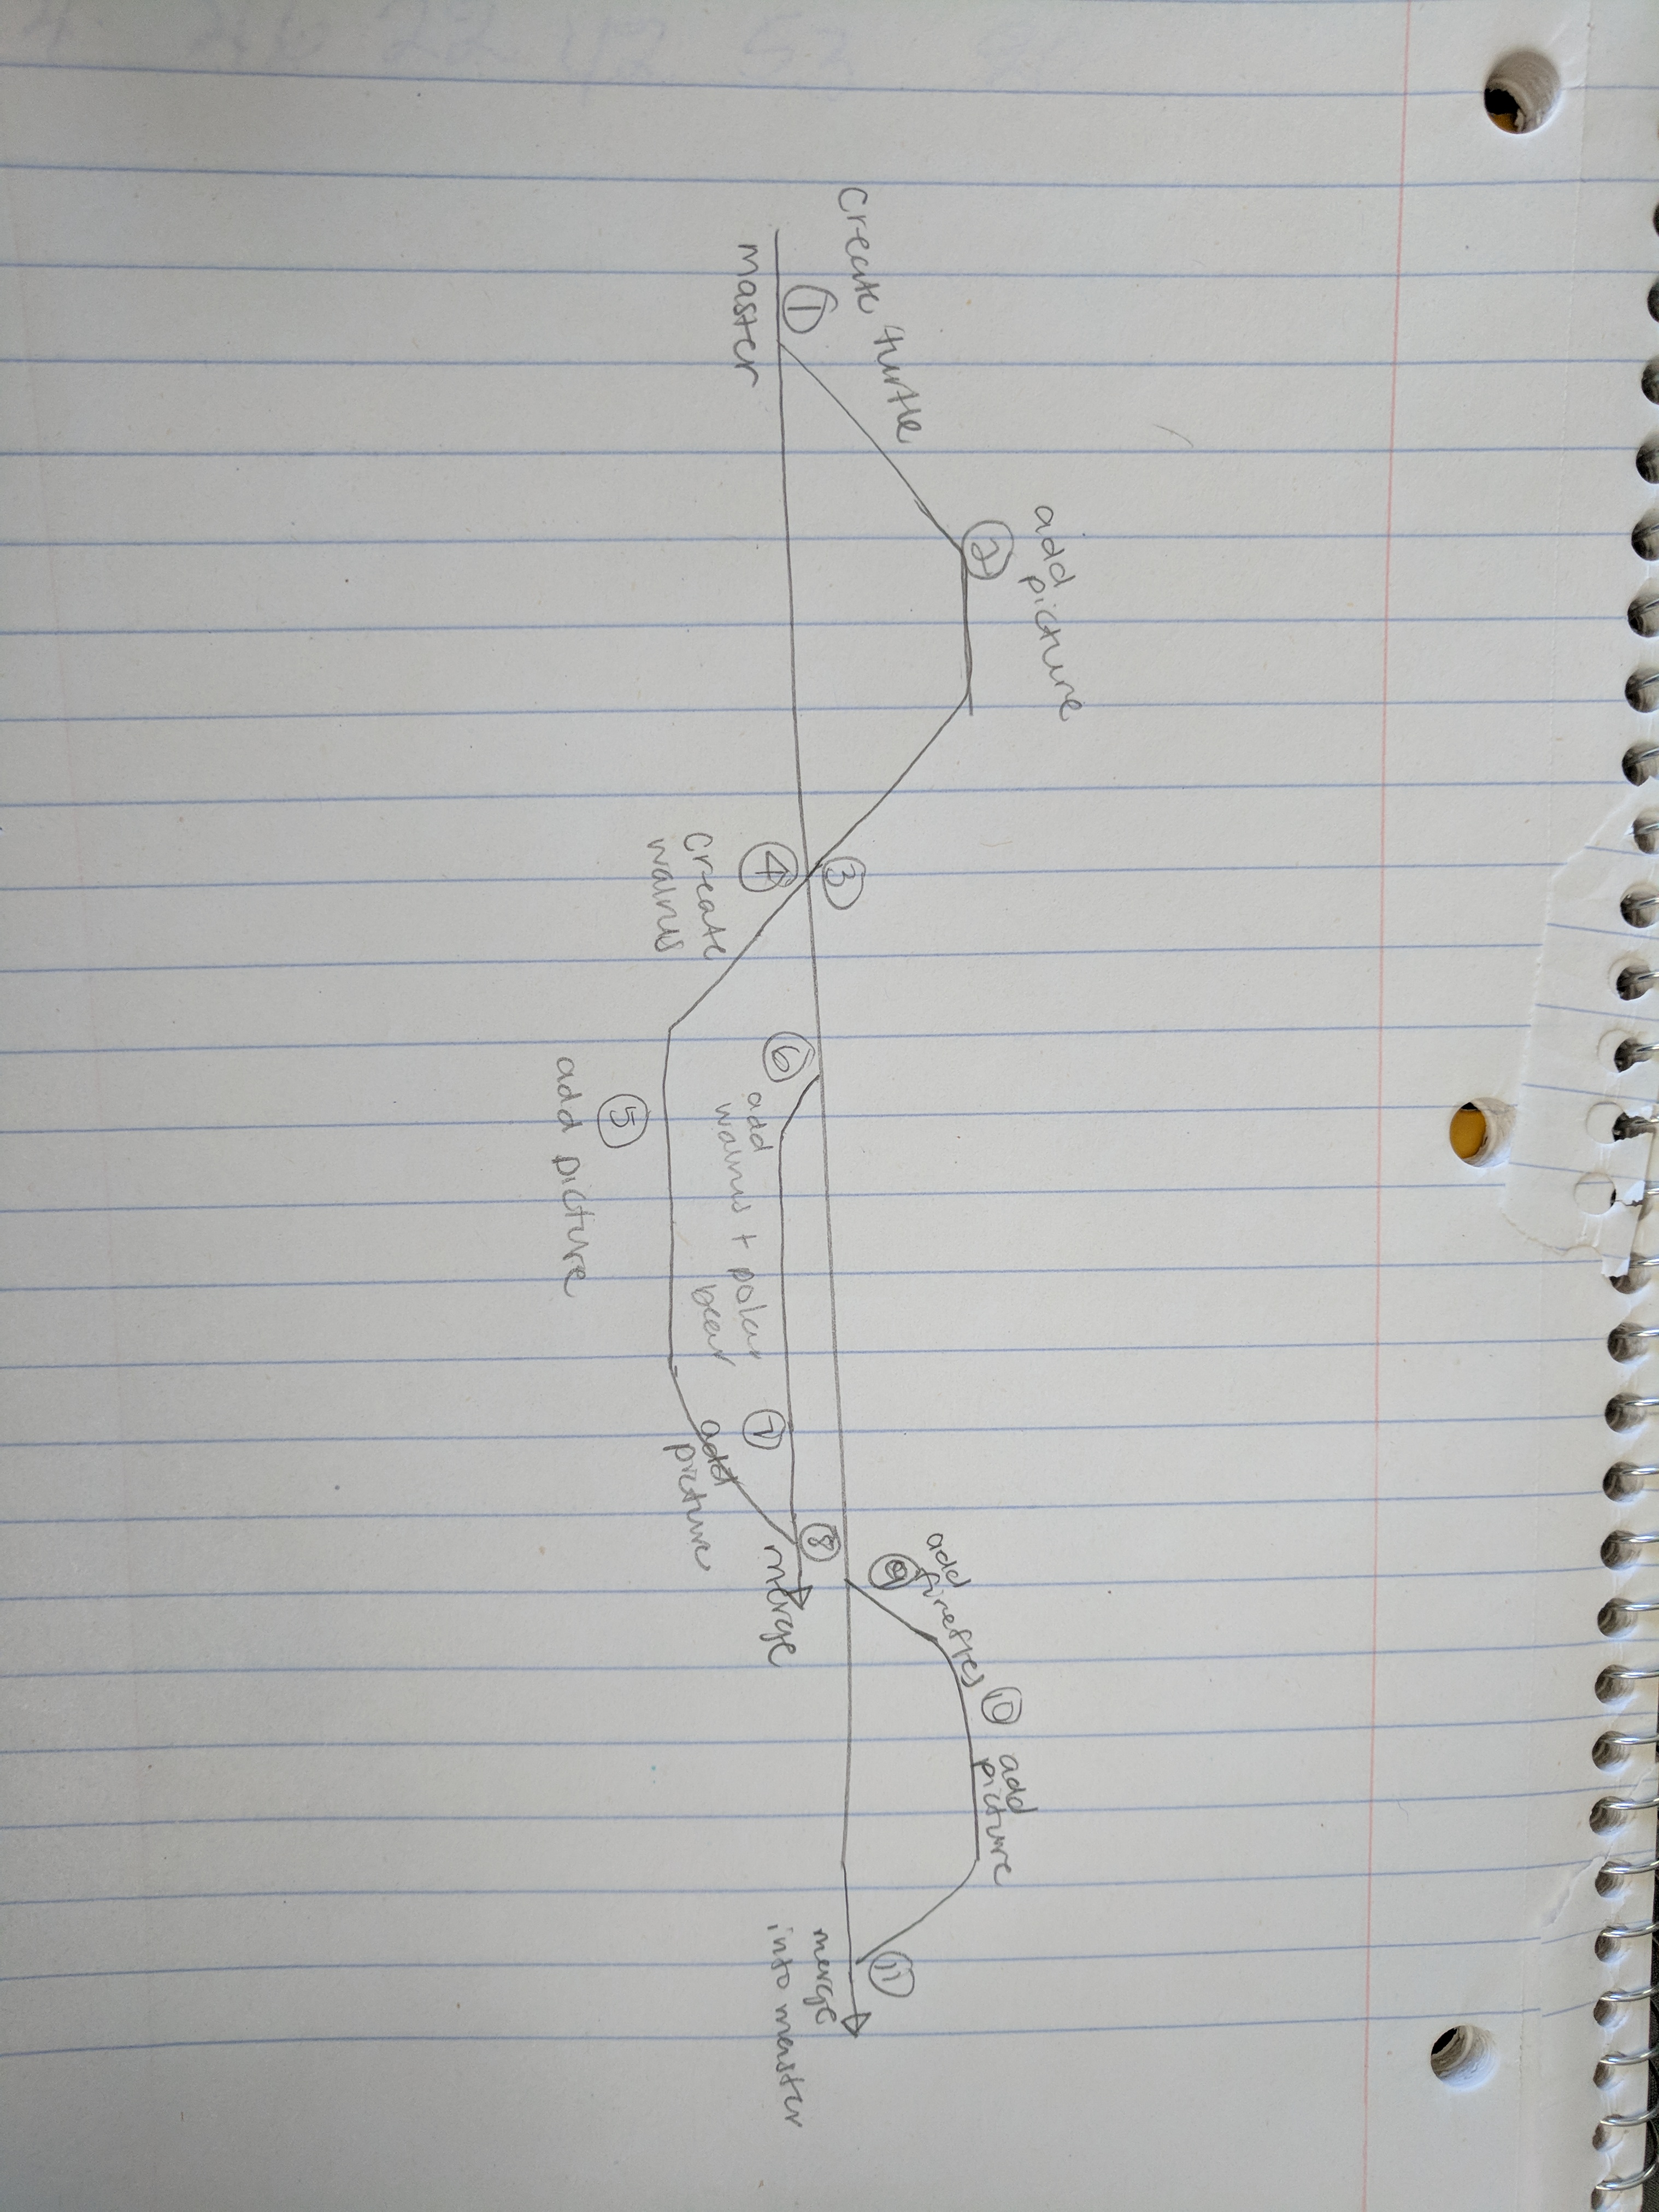 create turtle
①
master
②
add
picture
③
④
create
walrus
⑤
add picture
⑥
add
walrus + polar
bear
⑦
add
picture
⑧
merge
⑨
add
⑩
add
picture
⑪
merge
into master